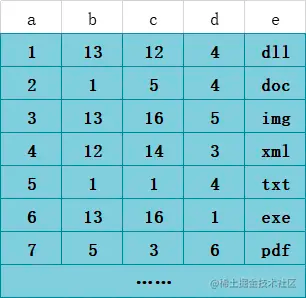 a b c d e
1 13 12 4 dll
2 1 5 4 doc
3 13 16 5 img
4 12 14 3 xml
5 1 1 4 txt
6 13 16 1 exe
7 5 3 6 pdf
……
@稀土掘金技术社区